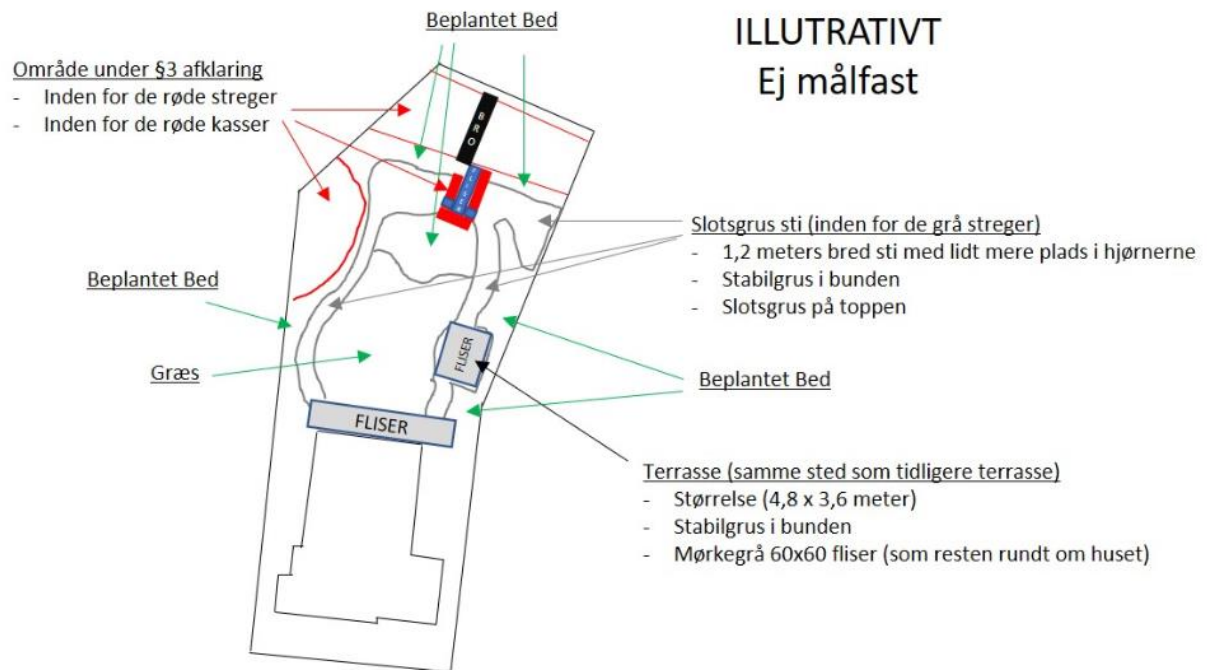 ILLUTRATIVT
Ej målfast
Beplantet Bed
Område under §3 afklaring
- Inden for de røde streger
- Inden for de røde kasser
BRO
Slotsgrus sti (inden for de grå streger)
- 1,2 meters bred sti med lidt mere plads i hjørnerne
- Stabilgrus i bunden
- Slotsgrus på toppen
Beplantet Bed
FLISER
Græs
Beplantet Bed
FLISER
Terrasse (samme sted som tidligere terrasse)
- Størrelse (4,8 x 3,6 meter)
- Stabilgrus i bunden
- Mørkegrå 60x60 fliser (som resten rundt om huset)